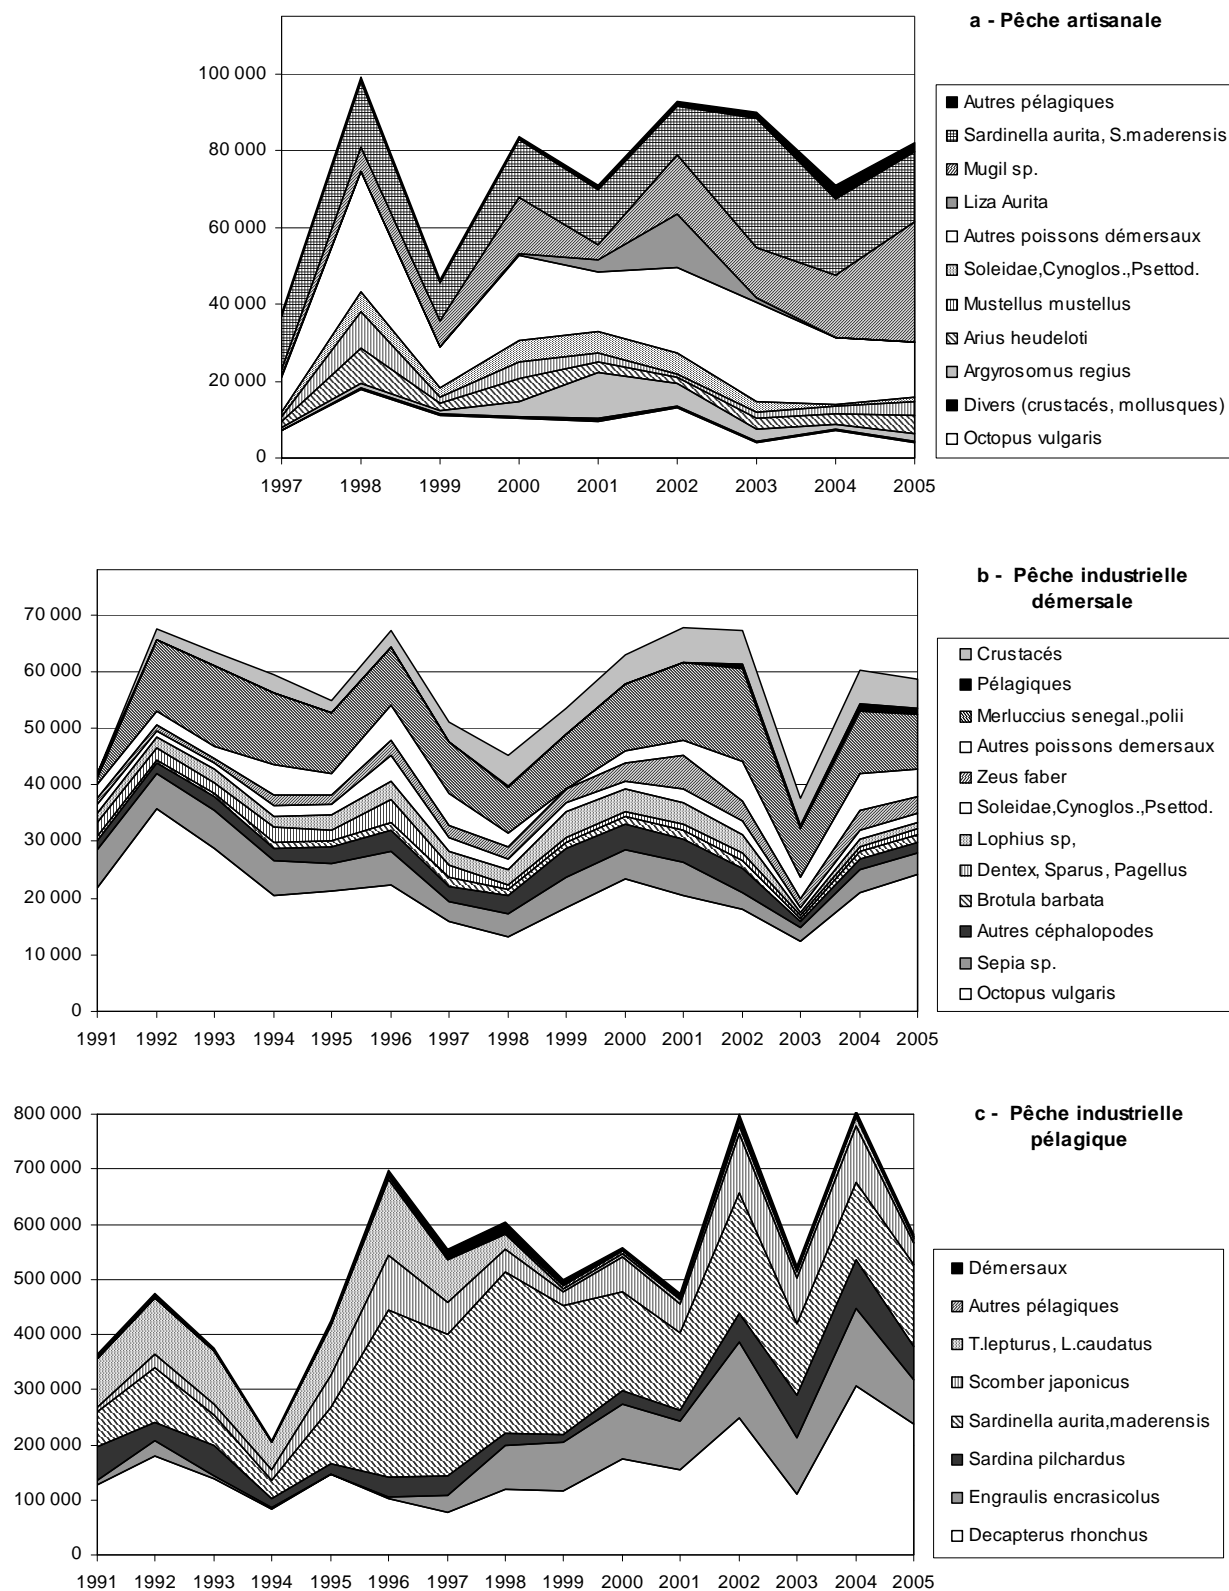 a - Pêche artisanale
100 000
80 000
60 000
40 000
20 000
0
1997 1998 1999 2000 2001 2002 2003 2004 2005
Autres pélagiques
Sardinella aurita, S.maderensis
Mugil sp.
Liza Aurita
Autres poissons démersaux
Soleidae,Cynoglos.,Psettod.
Mustellus mustellus
Arius heudeloti
Argyrosomus regius
Divers (crustacés, mollusques)
Octopus vulgaris
b - Pêche industrielle
démersale
70 000
60 000
50 000
40 000
30 000
20 000
10 000
0
1991 1992 1993 1994 1995 1996 1997 1998 1999 2000 2001 2002 2003 2004 2005
Crustacés
Pélagiques
Merluccius senegal.,polii
Autres poissons demersaux
Zeus faber
Soleidae,Cynoglos.,Psettod.
Lophius sp,
Dentex, Sparus, Pagellus
Brotula barbata
Autres céphalopodes
Sepia sp.
Octopus vulgaris
c - Pêche industrielle
pélagique
800 000
700 000
600 000
500 000
400 000
300 000
200 000
100 000
0
1991 1992 1993 1994 1995 1996 1997 1998 1999 2000 2001 2002 2003 2004 2005
Démersaux
Autres pélagiques
T.lepturus, L.caudatus
Scomber japonicus
Sardinella aurita,maderensis
Sardina pilchardus
Engraulis encrasicolus
Decapterus rhonchus